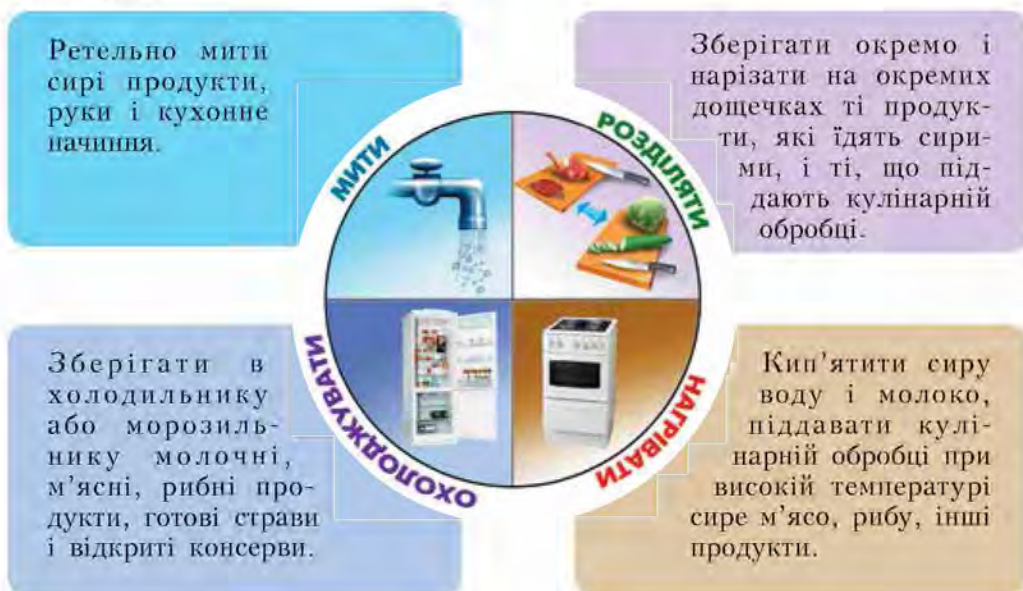 Ретельно мити
сирі продукти,
руки і кухонне
начиння.
Зберігати окремо і
нарізати на окремих
дощечках ті продук-
ти, які їдять сири-
ми, і ті, що під-
дають кулінарній
обробці.
МИТИ
РОЗДІЛЯТИ
ОХОЛОДЖУВАТИ
НАГРІВАТИ
Зберігати в
холодильнику
або морозиль-
нику молочні,
м’ясні, рибні про-
дукти, готові страви
і відкриті консерви.
Кип’ятити сиру
воду і молоко,
піддавати кулі-
нарній обробці при
високій температурі
сире м’ясо, рибу, інші
продукти.